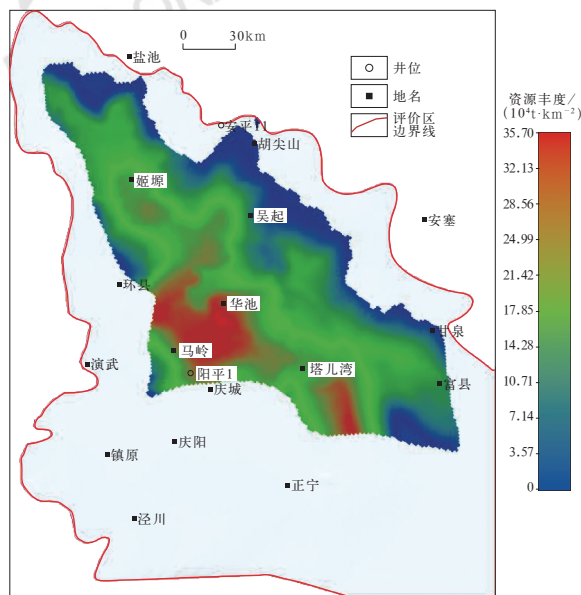 盐池
0 30km
井位
地名
评价区
边界线
资源丰度/
(10⁴t·km⁻²)
安平11
胡尖山
35.70
32.13
姬塬
吴起
安塞
28.56
24.99
21.42
环县
华池
17.85
甘泉
14.28
马岭
演武
阳平1
塔儿湾
10.71
庆城
富县
7.14
庆阳
3.57
镇原
正宁
0
泾川